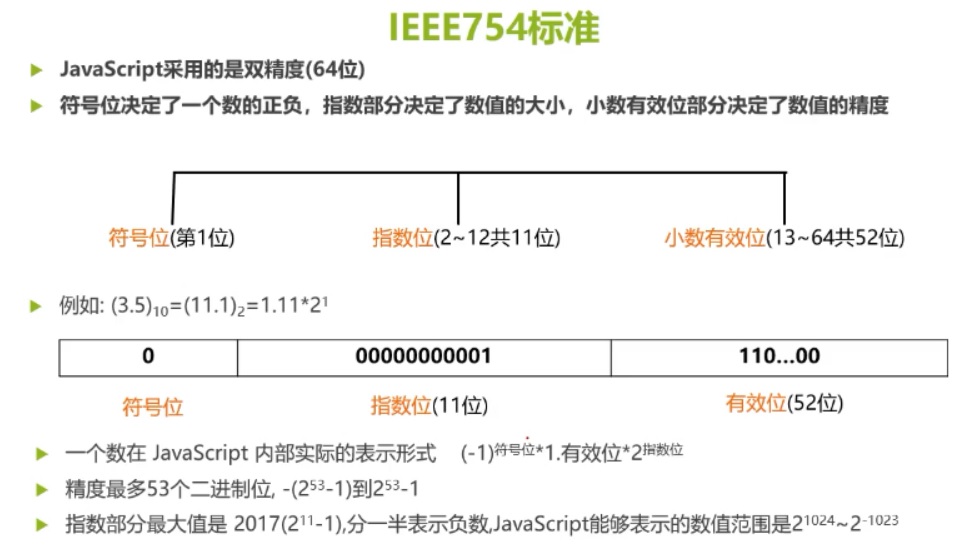 IEEE754标准
JavaScript采用的是双精度(64位)
符号位决定了一个数的正负，指数部分决定了数值的大小，小数有效位部分决定了数值的精度
符号位(第1位) 指数位(2~12共11位) 小数有效位(13~64共52位)
例如: (3.5)₁₀=(11.1)₂=1.11*2¹
0 00000000001 110...00
符号位 指数位(11位) 有效位(52位)
一个数在 JavaScript 内部实际的表示形式 (-1)符号位*1.有效位*2指数位
精度最多53个二进制位, -(2⁵³-1)到2⁵³-1
指数部分最大值是 2017(2¹¹-1),分一半表示负数,JavaScript能够表示的数值范围是2¹⁰²⁴~2⁻¹⁰²³